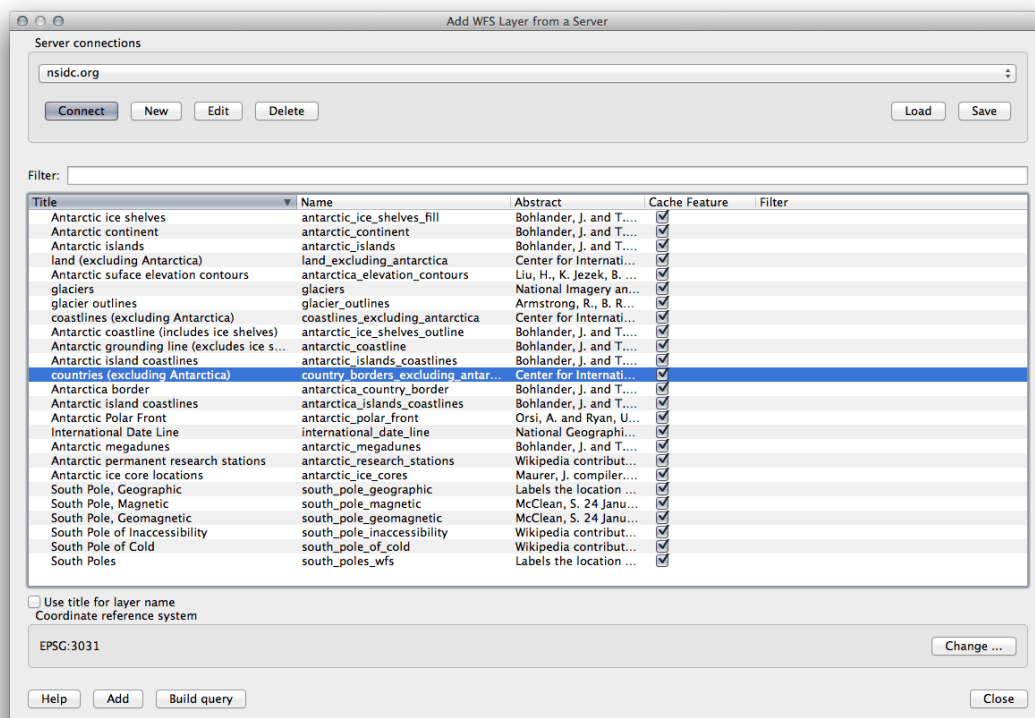 Add WFS Layer from a Server
Server connections
nsidc.org
Connect New Edit Delete Load Save
Filter:
Title Name Abstract Cache Feature Filter
Antarctic ice shelves antarctic_ice_shelves_fill Bohlander, J. and T....
Antarctic continent antarctic_continent Bohlander, J. and T....
Antarctic islands antarctic_islands Bohlander, J. and T....
land (excluding Antarctica) land_excluding_antarctica Center for Internati...
Antarctic suface elevation contours antarctica_elevation_contours Liu, H., K. Jezek, B. ...
glaciers glaciers National Imagery an...
glacier outlines glacier_outlines Armstrong, R., B. R...
coastlines (excluding Antarctica) coastlines_excluding_antarctica Center for Internati...
Antarctic coastline (includes ice shelves) antarctic_ice_shelves_outline Bohlander, J. and T....
Antarctic grounding line (excludes ice s... antarctic_coastline Bohlander, J. and T....
Antarctic island coastlines antarctic_islands_coastlines Bohlander, J. and T....
countries (excluding Antarctica) country_borders_excluding_antar... Center for Internati...
Antarctica border antarctica_country_border Bohlander, J. and T....
Antarctic island coastlines antarctica_islands_coastlines Bohlander, J. and T....
Antarctic Polar Front antarctic_polar_front Orsi, A. and Ryan, U...
International Date Line international_date_line National Geographi...
Antarctic megadunes antarctic_megadunes Bohlander, J. and T....
Antarctic permanent research stations antarctic_research_stations Wikipedia contribut...
Antarctic ice core locations antarctic_ice_cores Maurer, J. compiler....
South Pole, Geographic south_pole_geographic Labels the location ...
South Pole, Magnetic south_pole_magnetic McClean, S. 24 Janu...
South Pole, Geomagnetic south_pole_geomagnetic McClean, S. 24 Janu...
South Pole of Inaccessibility south_pole_inaccessibility Wikipedia contribut...
South Pole of Cold south_pole_of_cold Wikipedia contribut...
South Poles south_poles_wfs Labels the location ...
Use title for layer name
Coordinate reference system
EPSG:3031 Change ...
Help Add Build query Close